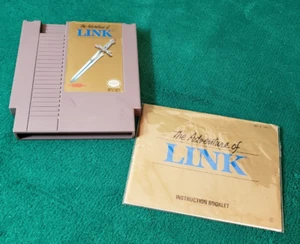 The Adventure of
LINK
The Adventure of
LINK
INSTRUCTION BOOKLET